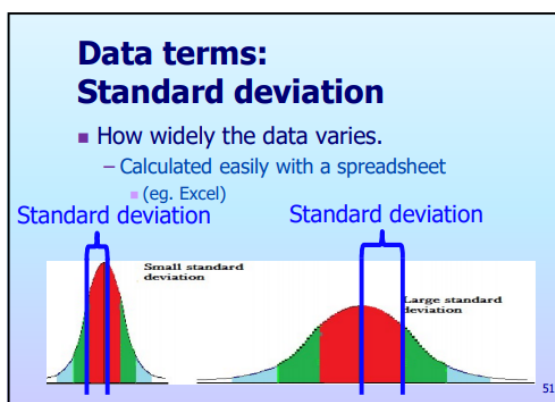 Data terms:
Standard deviation
■ How widely the data varies.
– Calculated easily with a spreadsheet
■ (eg. Excel)
Standard deviation
Standard deviation
Small standard
deviation
Large standard
deviation
51